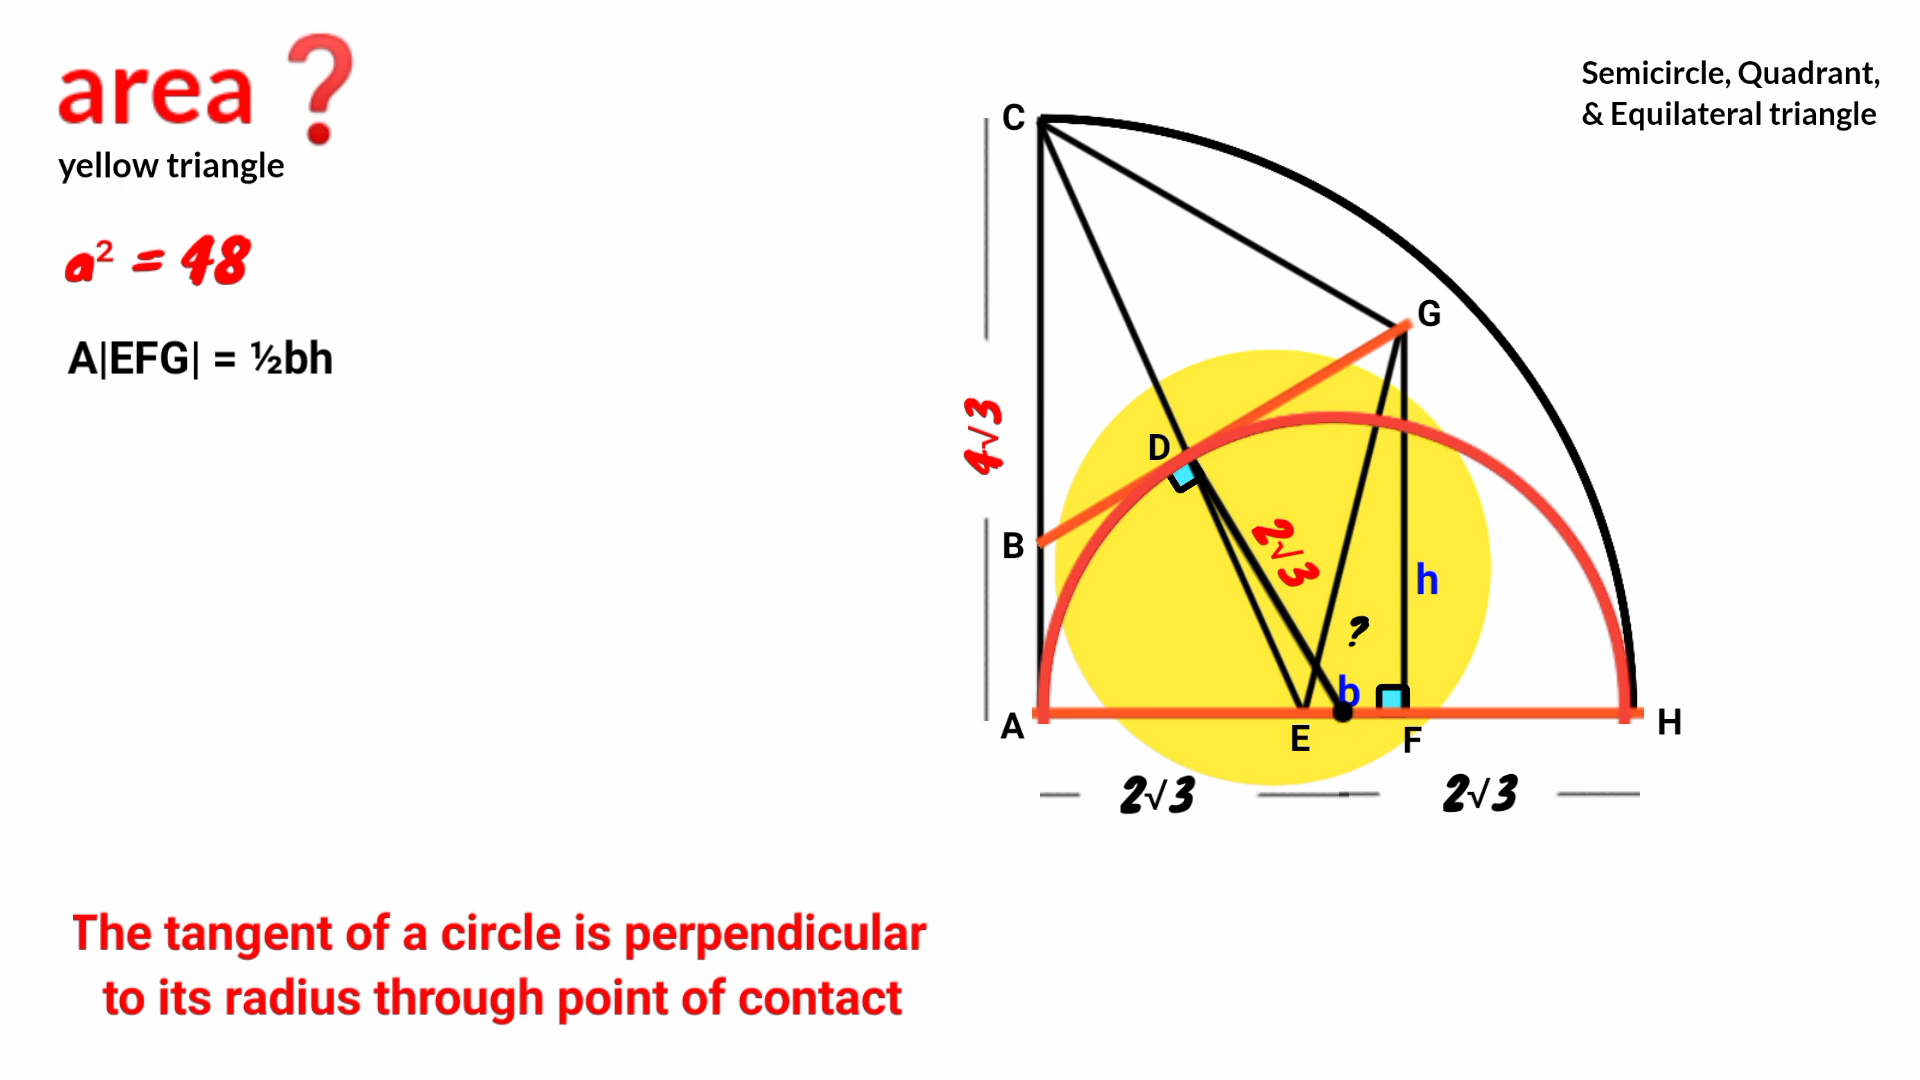 area❓
yellow triangle
a² = 48
A|EFG| = ½bh
Semicircle, Quadrant,
& Equilateral triangle
C
G
4√3
D
B
2√3
h
?
b
A
E
F
H
2√3
2√3
The tangent of a circle is perpendicular
to its radius through point of contact